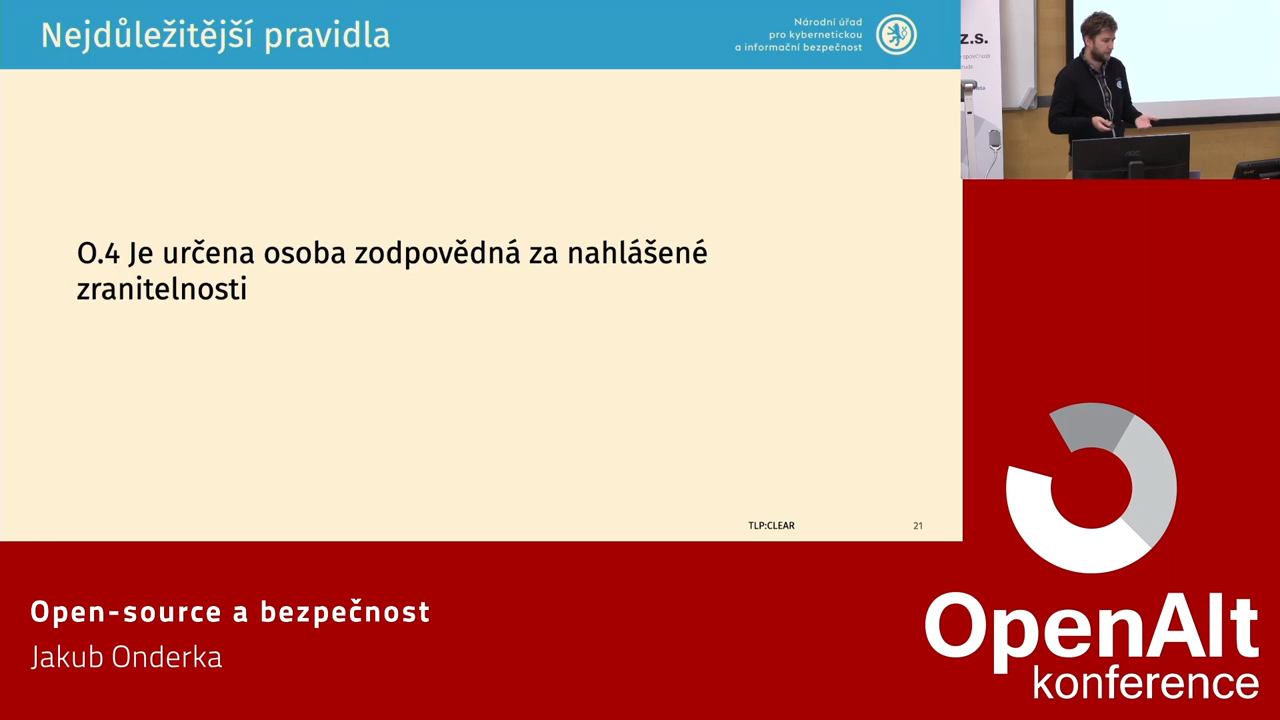 Nejdůležitější pravidla
Národní úřad
pro kybernetickou
a informační bezpečnost
z.s.
O.4 Je určena osoba zodpovědná za nahlášené
zranitelnosti
TLP:CLEAR
21
Open-source a bezpečnost
Jakub Onderka
OpenAlt
konference